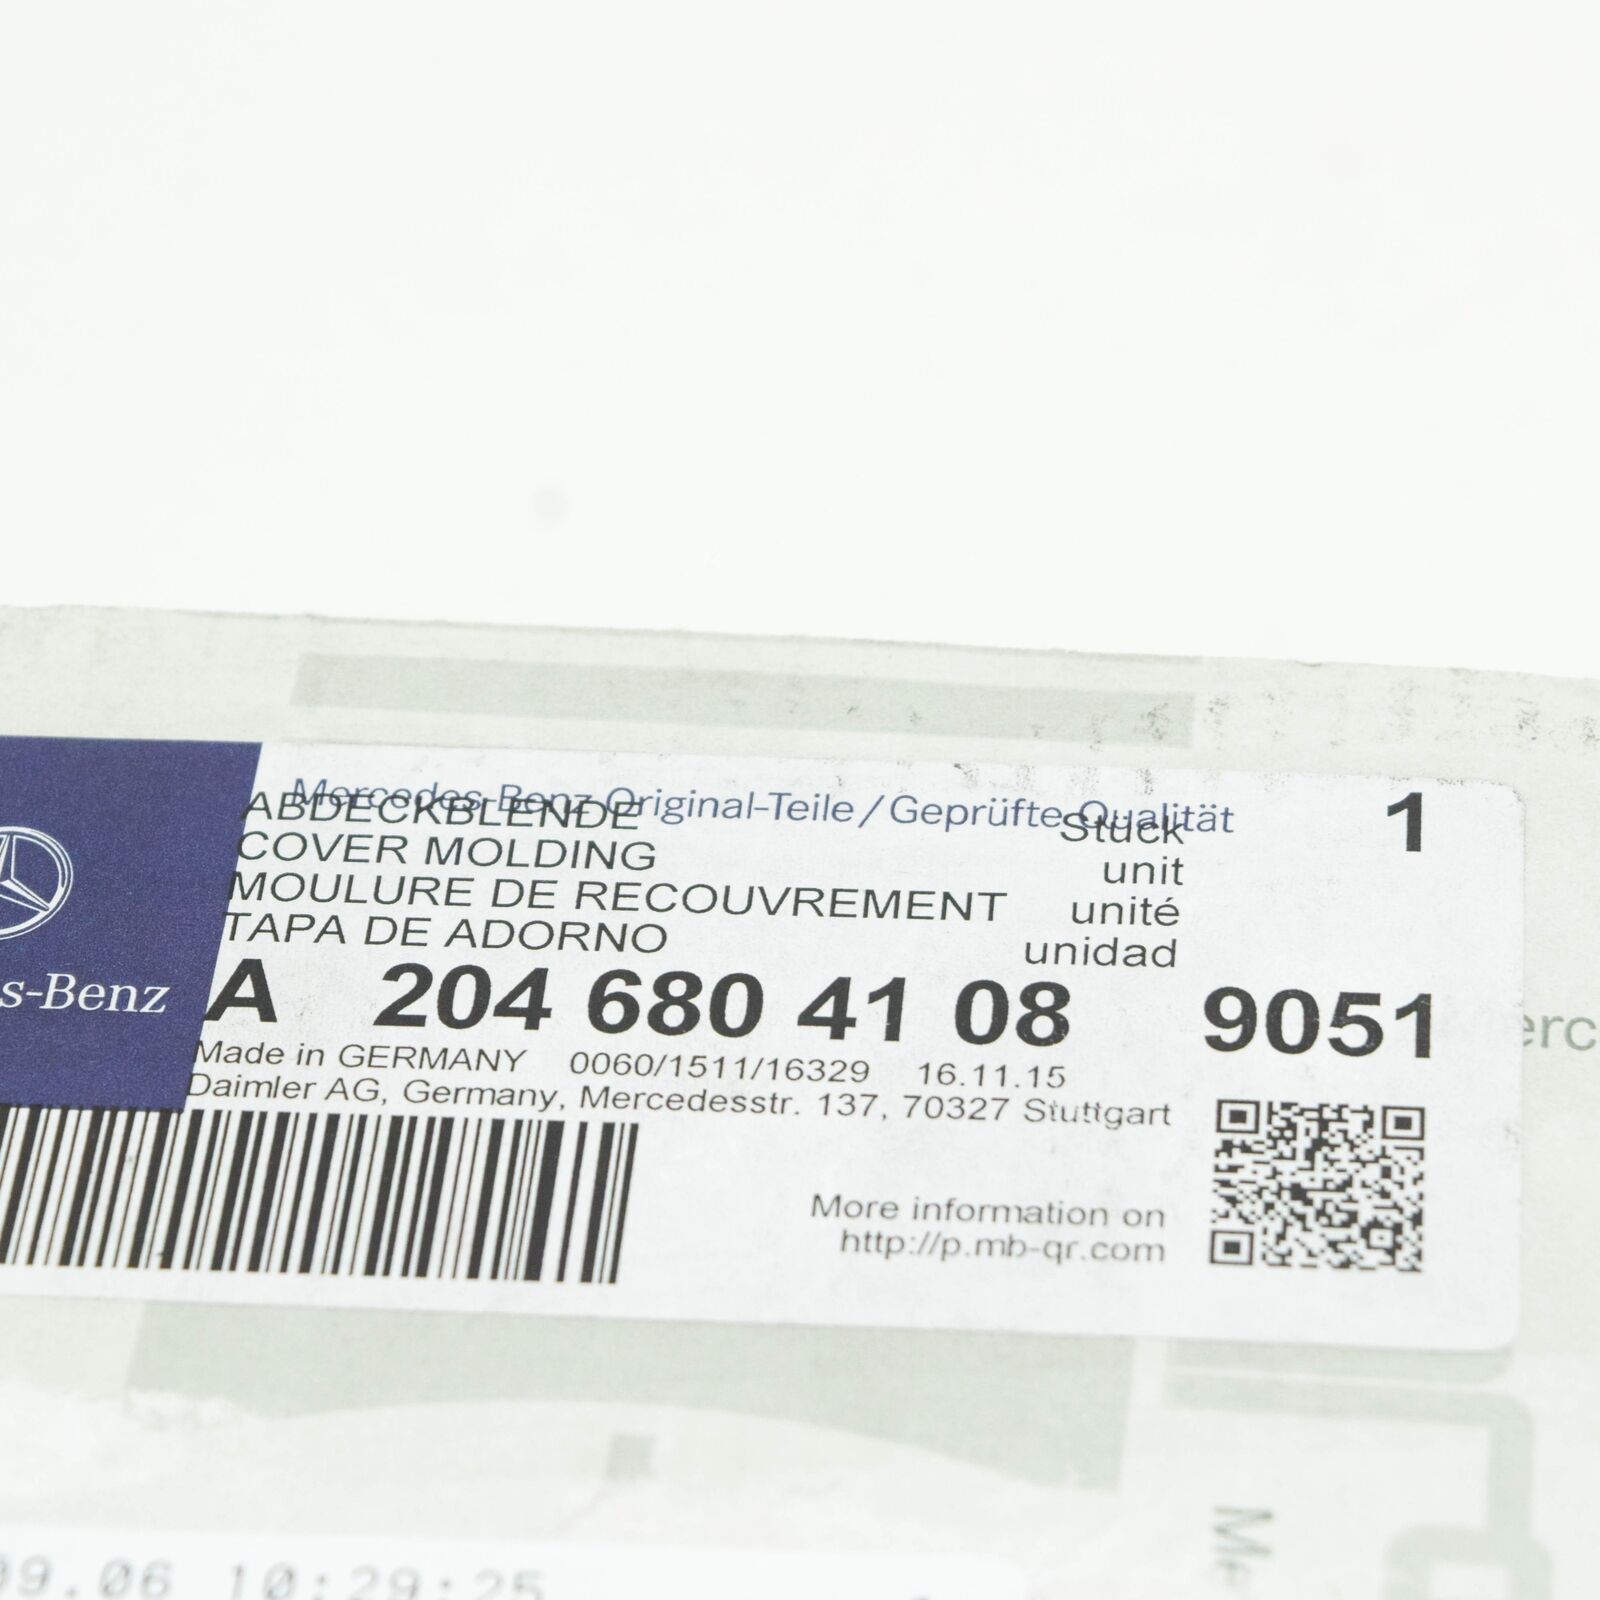 Mercedes-Benz Original-Teile / Geprüfte Qualität
ABDECKBLENDE Stück 1
COVER MOLDING unit
MOULURE DE RECOUVREMENT unité
TAPA DE ADORNO unidad
s-Benz
A 204 680 41 08 9051
erc
Made in GERMANY 0060/1511/16329 16.11.15
Daimler AG, Germany, Mercedesstr. 137, 70327 Stuttgart
More information on
http://p.mb-qr.com
09.06 10:29:25